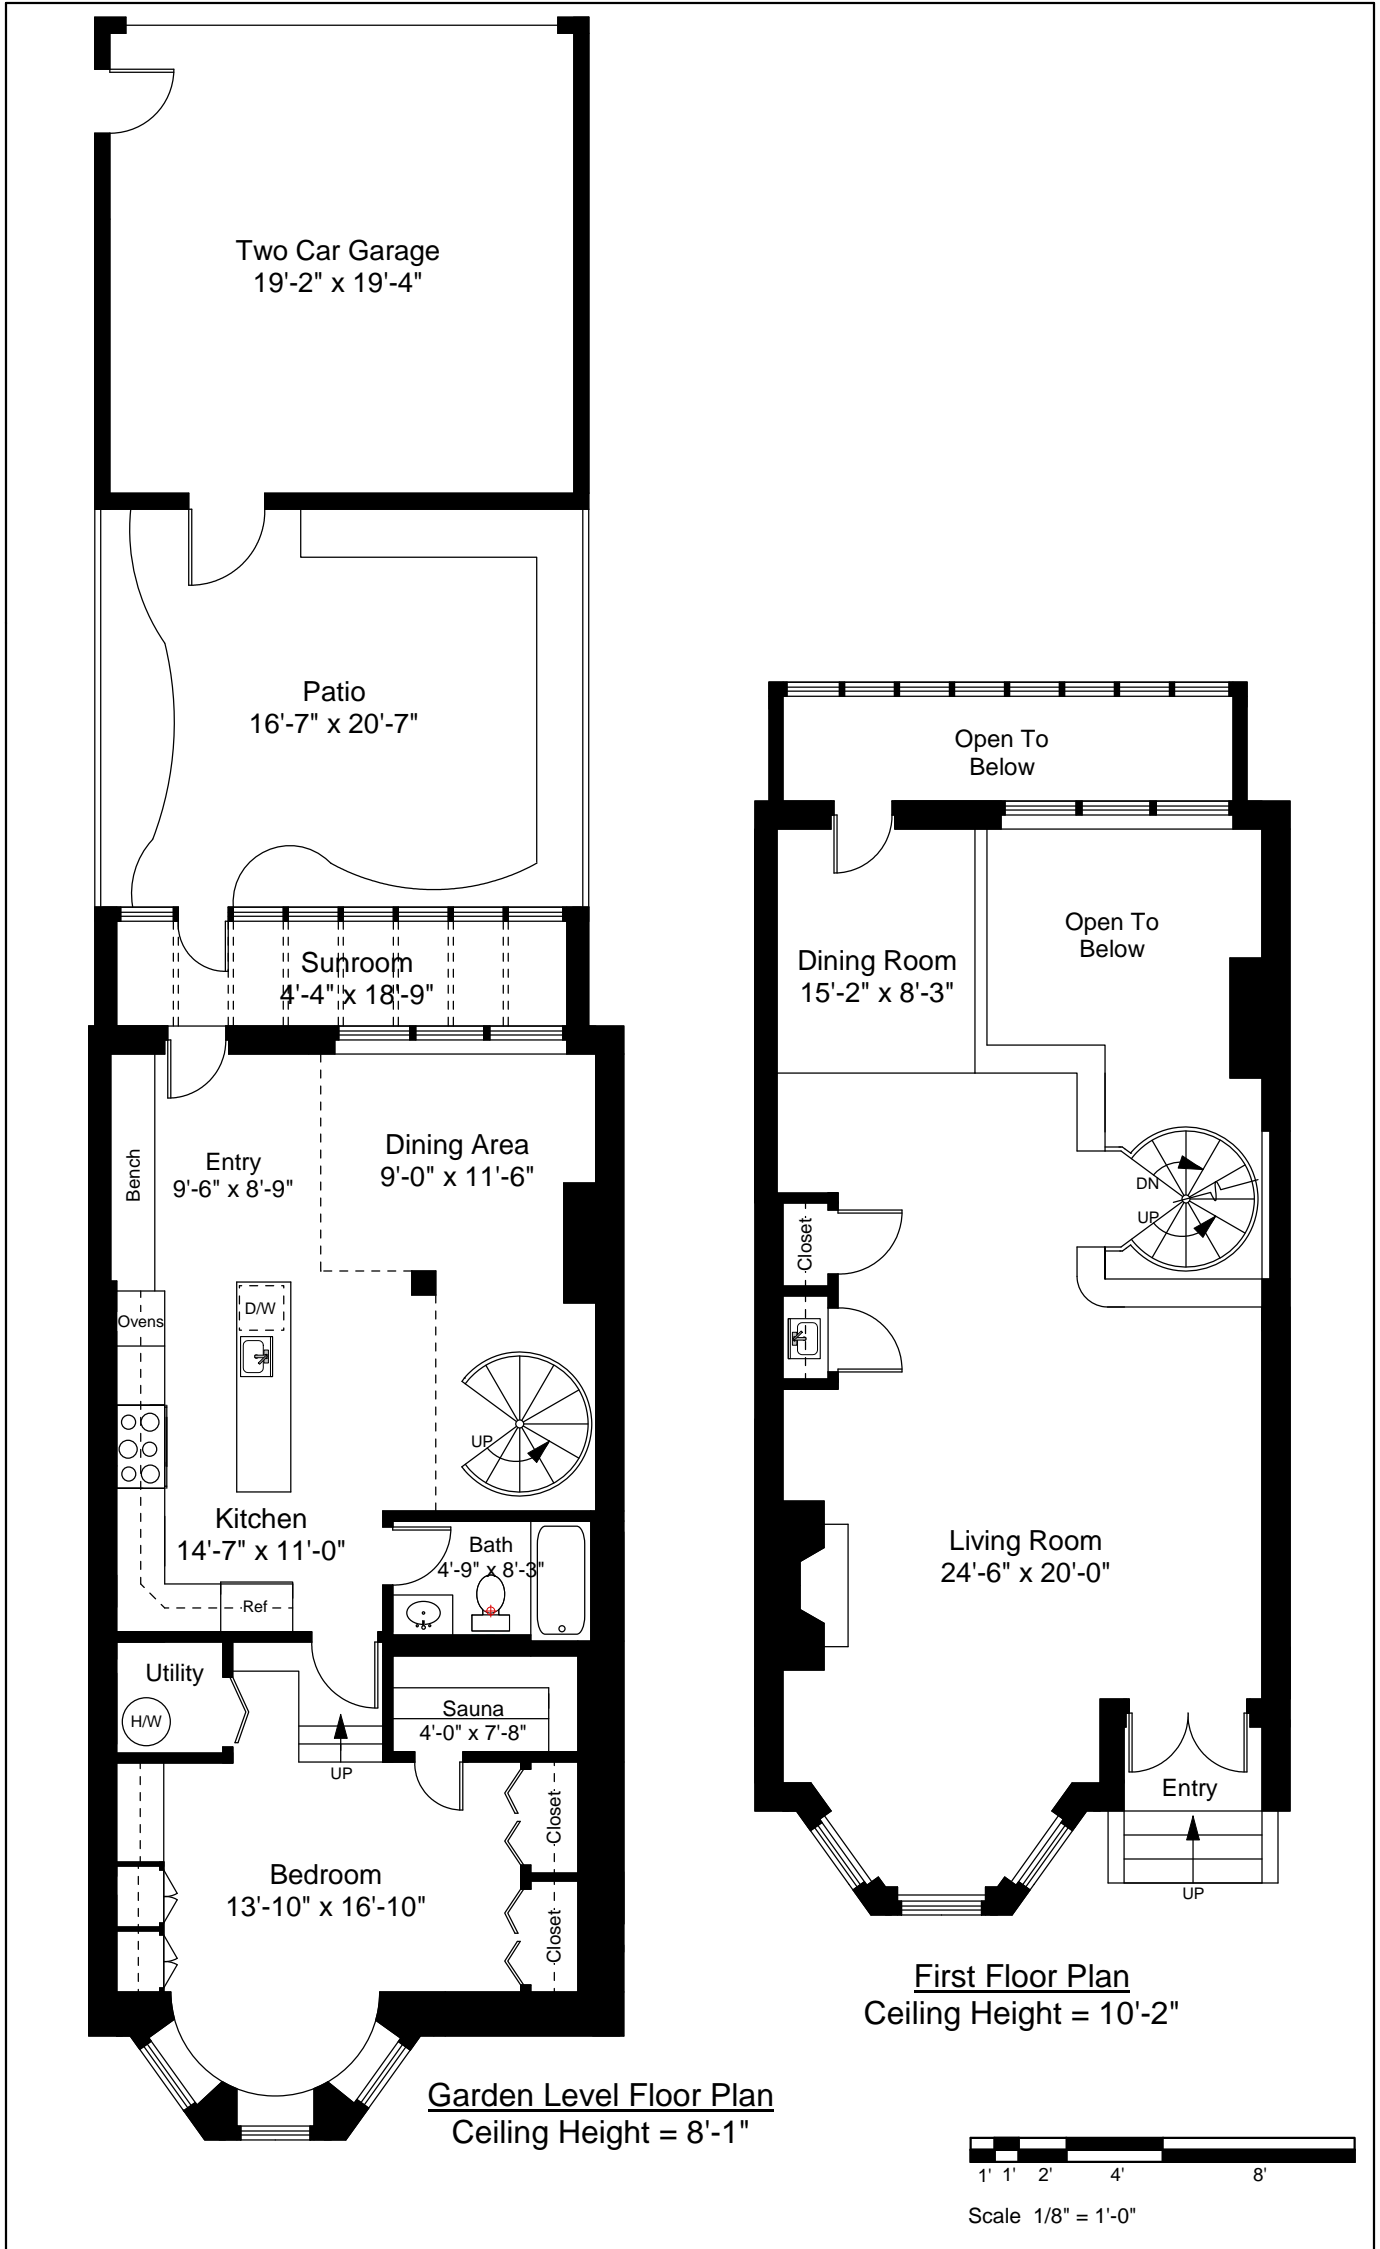 Two Car Garage
19'-2" x 19'-4"
Patio
16'-7" x 20'-7"
Sunroom
4'-4" x 18'-9"
Bench
Entry
9'-6" x 8'-9"
Dining Area
9'-0" x 11'-6"
Ovens
D/W
UP
Kitchen
14'-7" x 11'-0"
Bath
4'-9" x 8'-3"
Ref
Utility
H/W
UP
Sauna
4'-0" x 7'-8"
Closet
Closet
Bedroom
13'-10" x 16'-10"
Garden Level Floor Plan
Ceiling Height = 8'-1"
Open To
Below
Open To
Below
Dining Room
15'-2" x 8'-3"
DN
UP
Closet
Living Room
24'-6" x 20'-0"
Entry
UP
First Floor Plan
Ceiling Height = 10'-2"
1' 1' 2' 4' 8'
Scale 1/8" = 1'-0"